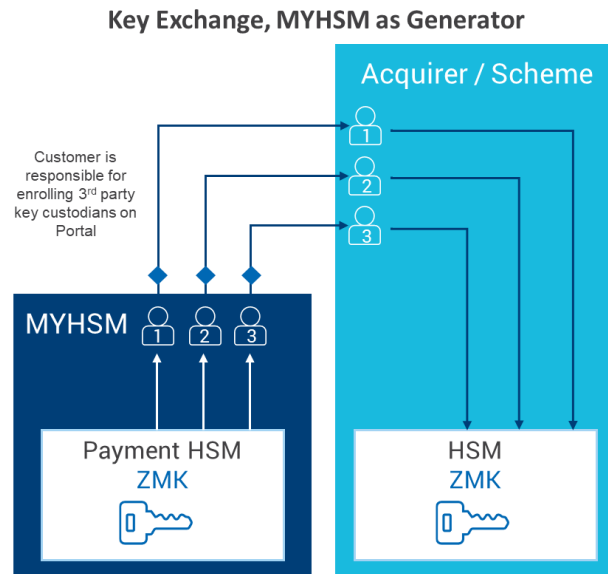 Key Exchange, MYHSM as Generator
Acquirer / Scheme
1
2
3
Customer is
responsible for
enrolling 3rd party
key custodians on
Portal
MYHSM
1
2
3
Payment HSM
ZMK
HSM
ZMK